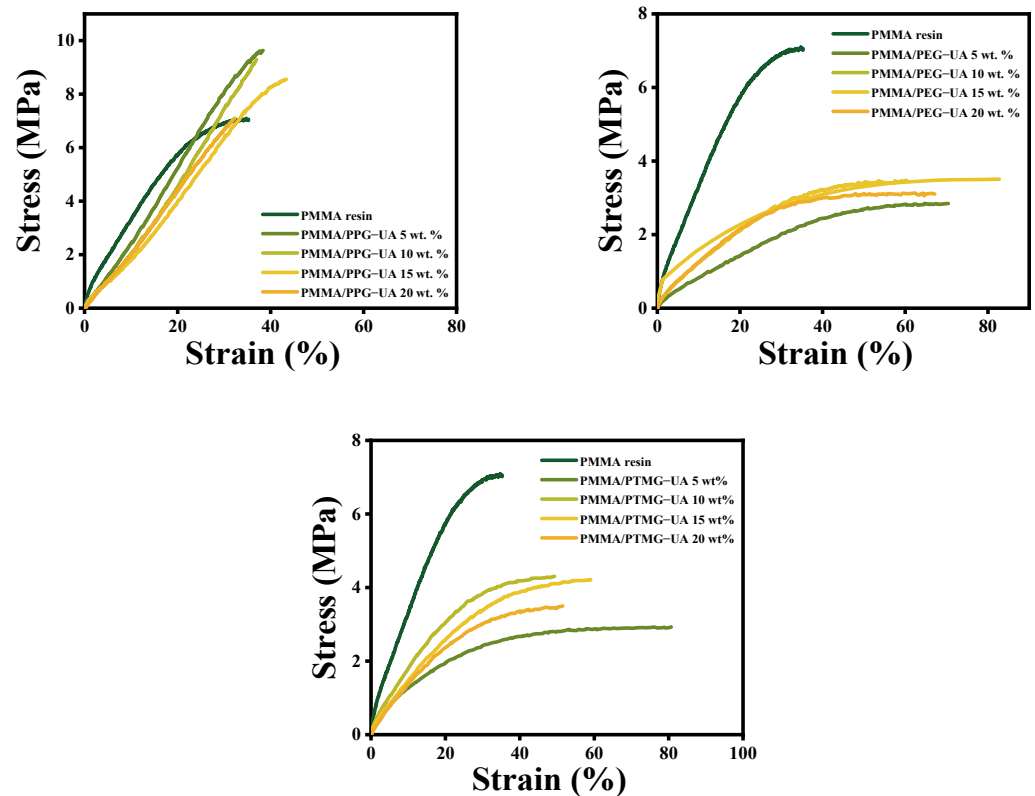 10
8
6
4
2
0
Stress (MPa)
PMMA resin
PMMA/PPG−UA 5 wt. %
PMMA/PPG−UA 10 wt. %
PMMA/PPG−UA 15 wt. %
PMMA/PPG−UA 20 wt. %
0 20 40 60 80
Strain (%)
8
6
4
2
0
Stress (MPa)
PMMA resin
PMMA/PEG−UA 5 wt. %
PMMA/PEG−UA 10 wt. %
PMMA/PEG−UA 15 wt. %
PMMA/PEG−UA 20 wt. %
0 20 40 60 80
Strain (%)
8
6
4
2
0
Stress (MPa)
PMMA resin
PMMA/PTMG−UA 5 wt%
PMMA/PTMG−UA 10 wt%
PMMA/PTMG−UA 15 wt%
PMMA/PTMG−UA 20 wt%
0 20 40 60 80 100
Strain (%)